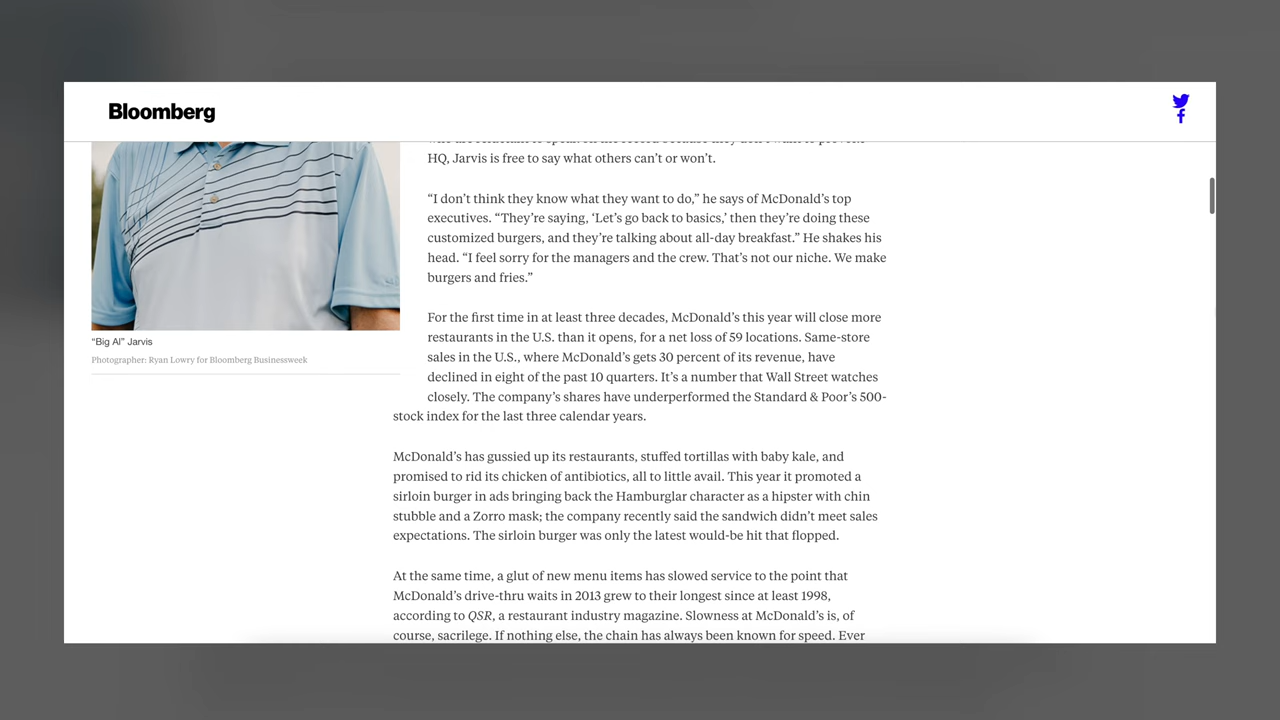 Bloomberg
HQ, Jarvis is free to say what others can’t or won’t.
“I don’t think they know what they want to do,” he says of McDonald’s top
executives. “They’re saying, ‘Let’s go back to basics,’ then they’re doing these
customized burgers, and they’re talking about all-day breakfast.” He shakes his
head. “I feel sorry for the managers and the crew. That’s not our niche. We make
burgers and fries.”
“Big Al” Jarvis
Photographer: Ryan Lowry for Bloomberg Businessweek
For the first time in at least three decades, McDonald’s this year will close more
restaurants in the U.S. than it opens, for a net loss of 59 locations. Same-store
sales in the U.S., where McDonald’s gets 30 percent of its revenue, have
declined in eight of the past 10 quarters. It’s a number that Wall Street watches
closely. The company’s shares have underperformed the Standard & Poor’s 500-
stock index for the last three calendar years.
McDonald’s has gussied up its restaurants, stuffed tortillas with baby kale, and
promised to rid its chicken of antibiotics, all to little avail. This year it promoted a
sirloin burger in ads bringing back the Hamburglar character as a hipster with chin
stubble and a Zorro mask; the company recently said the sandwich didn’t meet sales
expectations. The sirloin burger was only the latest would-be hit that flopped.
At the same time, a glut of new menu items has slowed service to the point that
McDonald’s drive-thru waits in 2013 grew to their longest since at least 1998,
according to QSR, a restaurant industry magazine. Slowness at McDonald’s is, of
course, sacrilege. If nothing else, the chain has always been known for speed. Ever